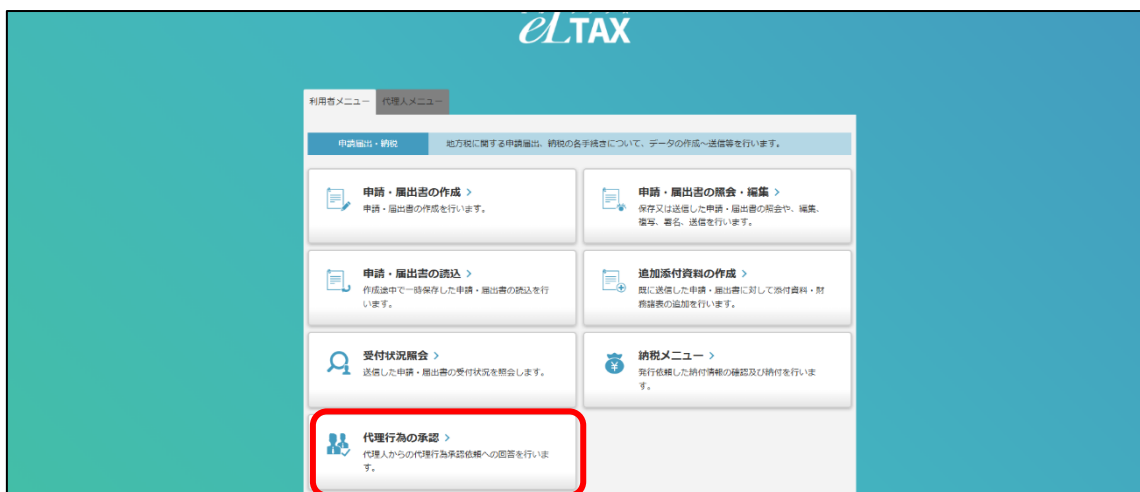 eLTAX
利用者メニュー
代理人メニュー
申請届出・納税
地方税に関する申請届出、納税の各手続きについて、データの作成～送信等を行います。
申請・届出書の作成 >
申請・届出書の作成を行います。
申請・届出書の照会・編集 >
保存又は送信した申請・届出書の照会や、編集、
複写、署名、送信を行います。
申請・届出書の読込 >
作成途中で一時保存した申請・届出書の読込を行
います。
追加添付資料の作成 >
既に送信した申請・届出書に対して添付資料・財
務諸表の追加を行います。
受付状況照会 >
送信した申請・届出書の受付状況を照会します。
納税メニュー >
発行依頼した納付情報の確認及び納付を行いま
す。
代理行為の承認 >
代理人からの代理行為承認依頼への回答を行いま
す。